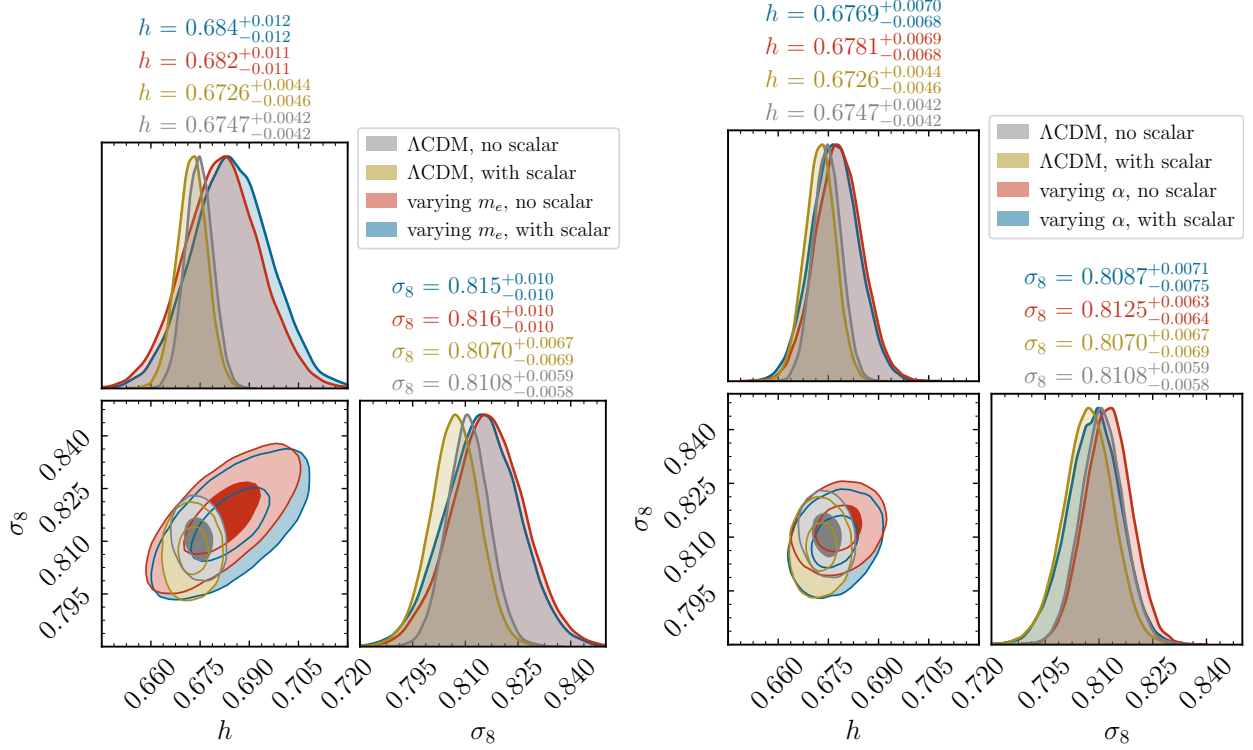 h = 0.684^{+0.012}_{-0.012}
h = 0.682^{+0.011}_{-0.011}
h = 0.6726^{+0.0044}_{-0.0046}
h = 0.6747^{+0.0042}_{-0.0042}
ΛCDM, no scalar
ΛCDM, with scalar
varying m_e, no scalar
varying m_e, with scalar
σ_8 = 0.815^{+0.010}_{-0.010}
σ_8 = 0.816^{+0.010}_{-0.010}
σ_8 = 0.8070^{+0.0067}_{-0.0069}
σ_8 = 0.8108^{+0.0059}_{-0.0058}
0.840
0.825
0.810
0.795
σ_8
0.660
0.675
0.690
0.705
0.720
h
0.795
0.810
0.825
0.840
σ_8
h = 0.6769^{+0.0070}_{-0.0068}
h = 0.6781^{+0.0069}_{-0.0068}
h = 0.6726^{+0.0044}_{-0.0046}
h = 0.6747^{+0.0042}_{-0.0042}
ΛCDM, no scalar
ΛCDM, with scalar
varying α, no scalar
varying α, with scalar
σ_8 = 0.8087^{+0.0071}_{-0.0075}
σ_8 = 0.8125^{+0.0063}_{-0.0064}
σ_8 = 0.8070^{+0.0067}_{-0.0069}
σ_8 = 0.8108^{+0.0059}_{-0.0058}
0.840
0.825
0.810
0.795
σ_8
0.660
0.675
0.690
0.705
0.720
h
0.795
0.810
0.825
0.840
σ_8